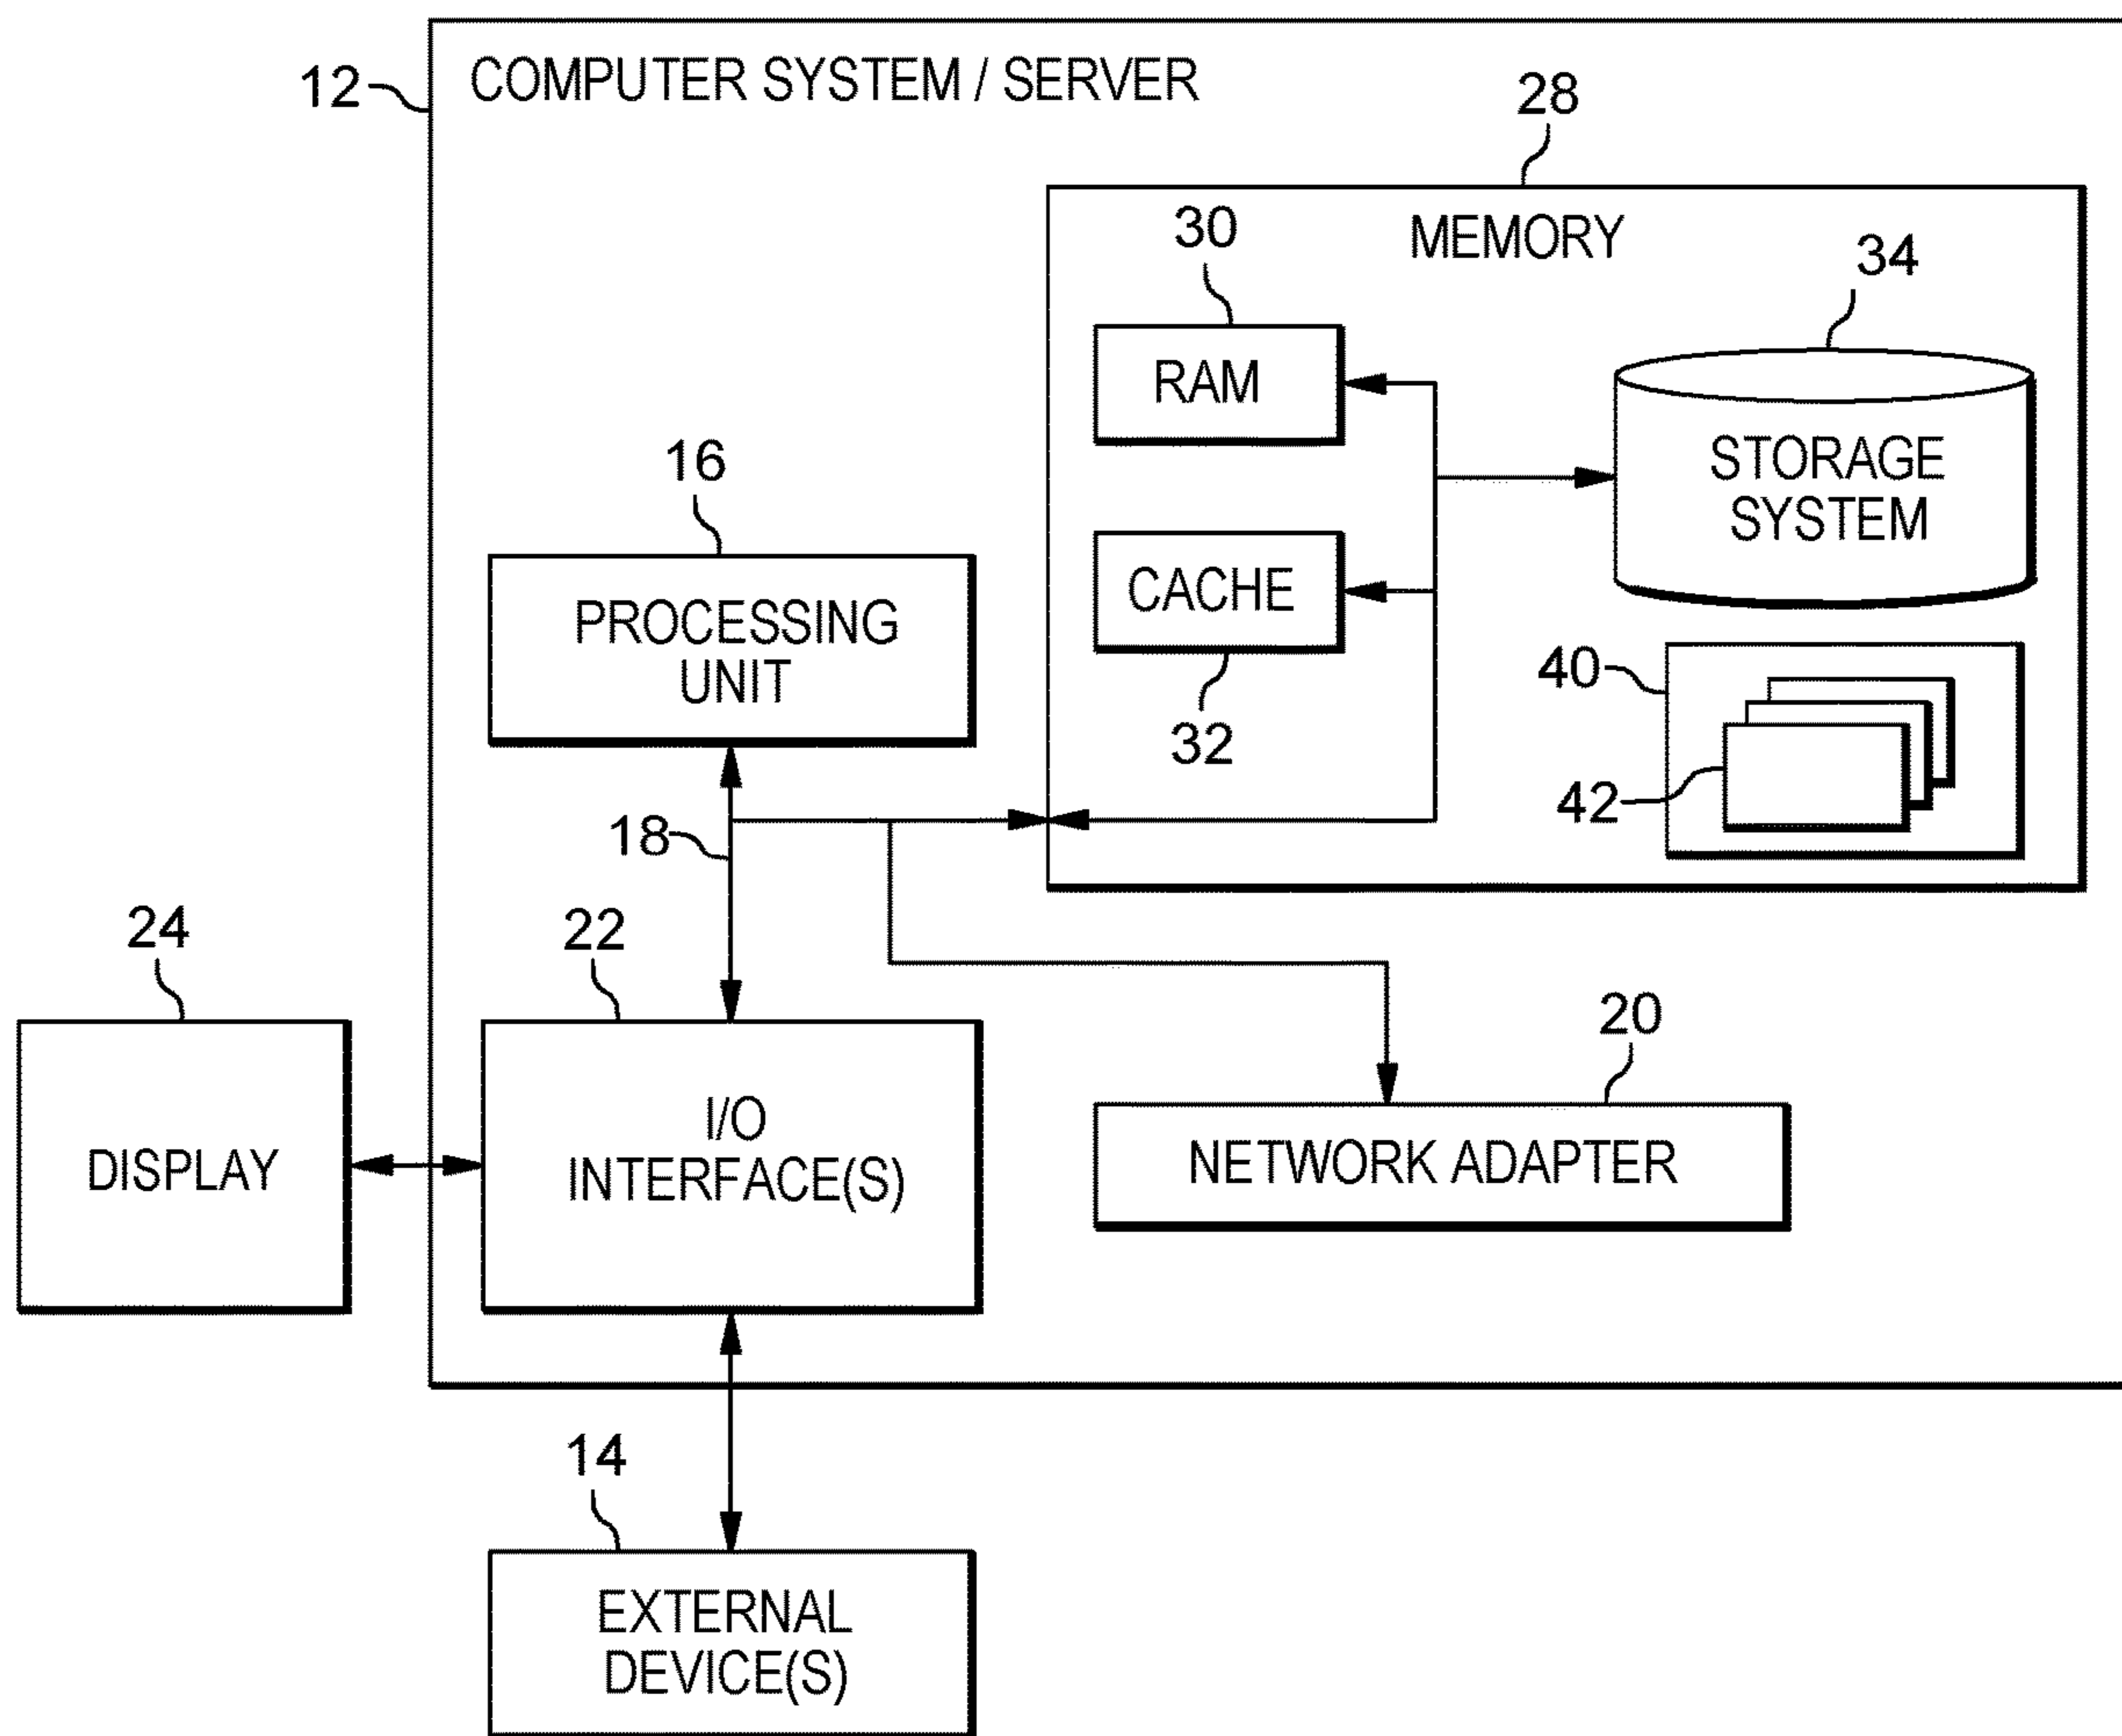 12
COMPUTER SYSTEM / SERVER
28
MEMORY
30
34
RAM
STORAGE
SYSTEM
16
CACHE
PROCESSING
UNIT
32
40
42
18
24
22
20
I/O
INTERFACE(S)
DISPLAY
NETWORK ADAPTER
14
EXTERNAL
DEVICE(S)